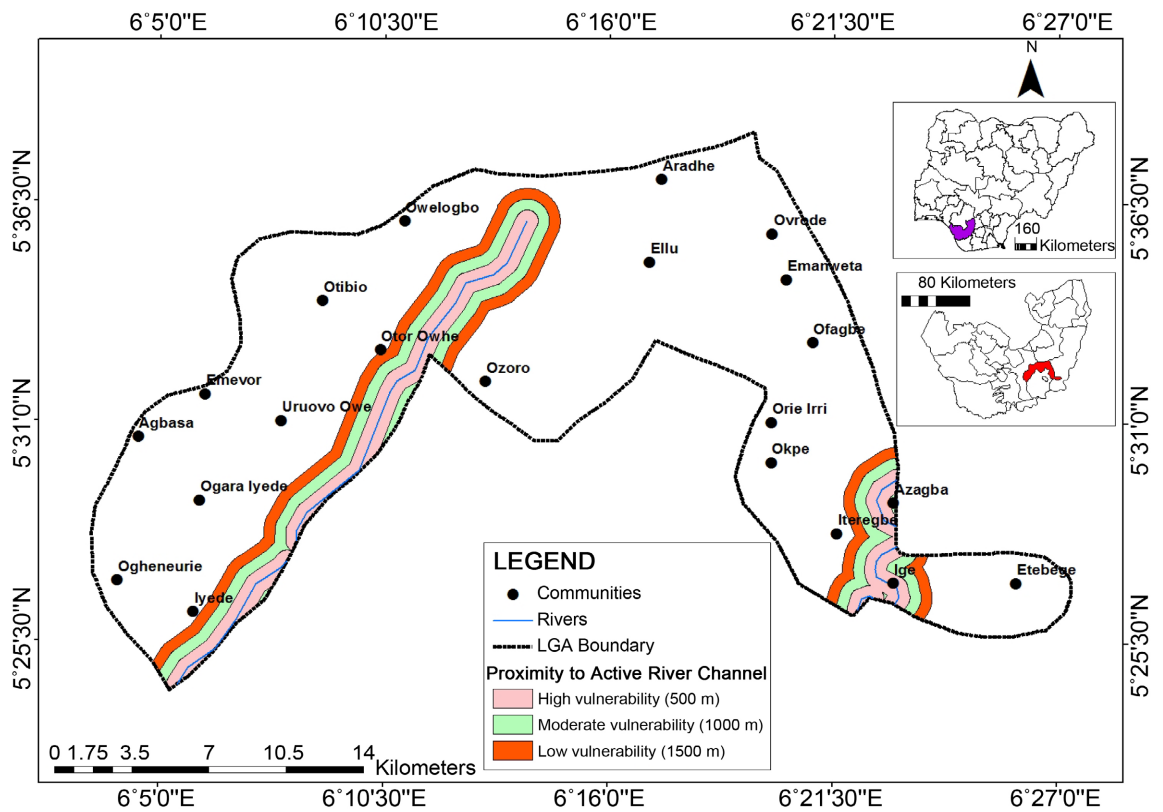 6°5'0"E 6°10'30"E 6°16'0"E 6°21'30"E 6°27'0"E
N
5°36'30"N
5°31'0"N
5°25'30"N
5°36'30"N
5°31'0"N
5°25'30"N
160
Kilometers
80 Kilometers
Aradhe
Owelogbo
Ovrode
Ellu
Emanweta
Otibio
Otor Owhe
Ofagbe
Ozoro
Emevor
Uruovo Owe
Orie Irri
Agbasa
Okpe
Ogara Iyede
Azagba
Iteregbe
Ogheneurie
Ige
Etebege
Iyede
LEGEND
Communities
Rivers
LGA Boundary
Proximity to Active River Channel
High vulnerability (500 m)
Moderate vulnerability (1000 m)
Low vulnerability (1500 m)
0 1.75 3.5 7 10.5 14
Kilometers
6°5'0"E 6°10'30"E 6°16'0"E 6°21'30"E 6°27'0"E